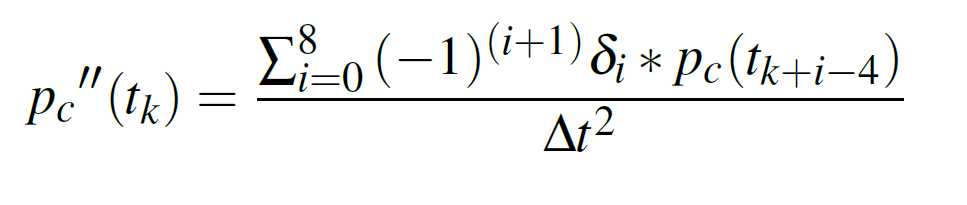 p_c''(t_k) = \frac{\sum_{i=0}^{8} (-1)^{(i+1)} \delta_i * p_c(t_{k+i-4})}{\Delta t^2}